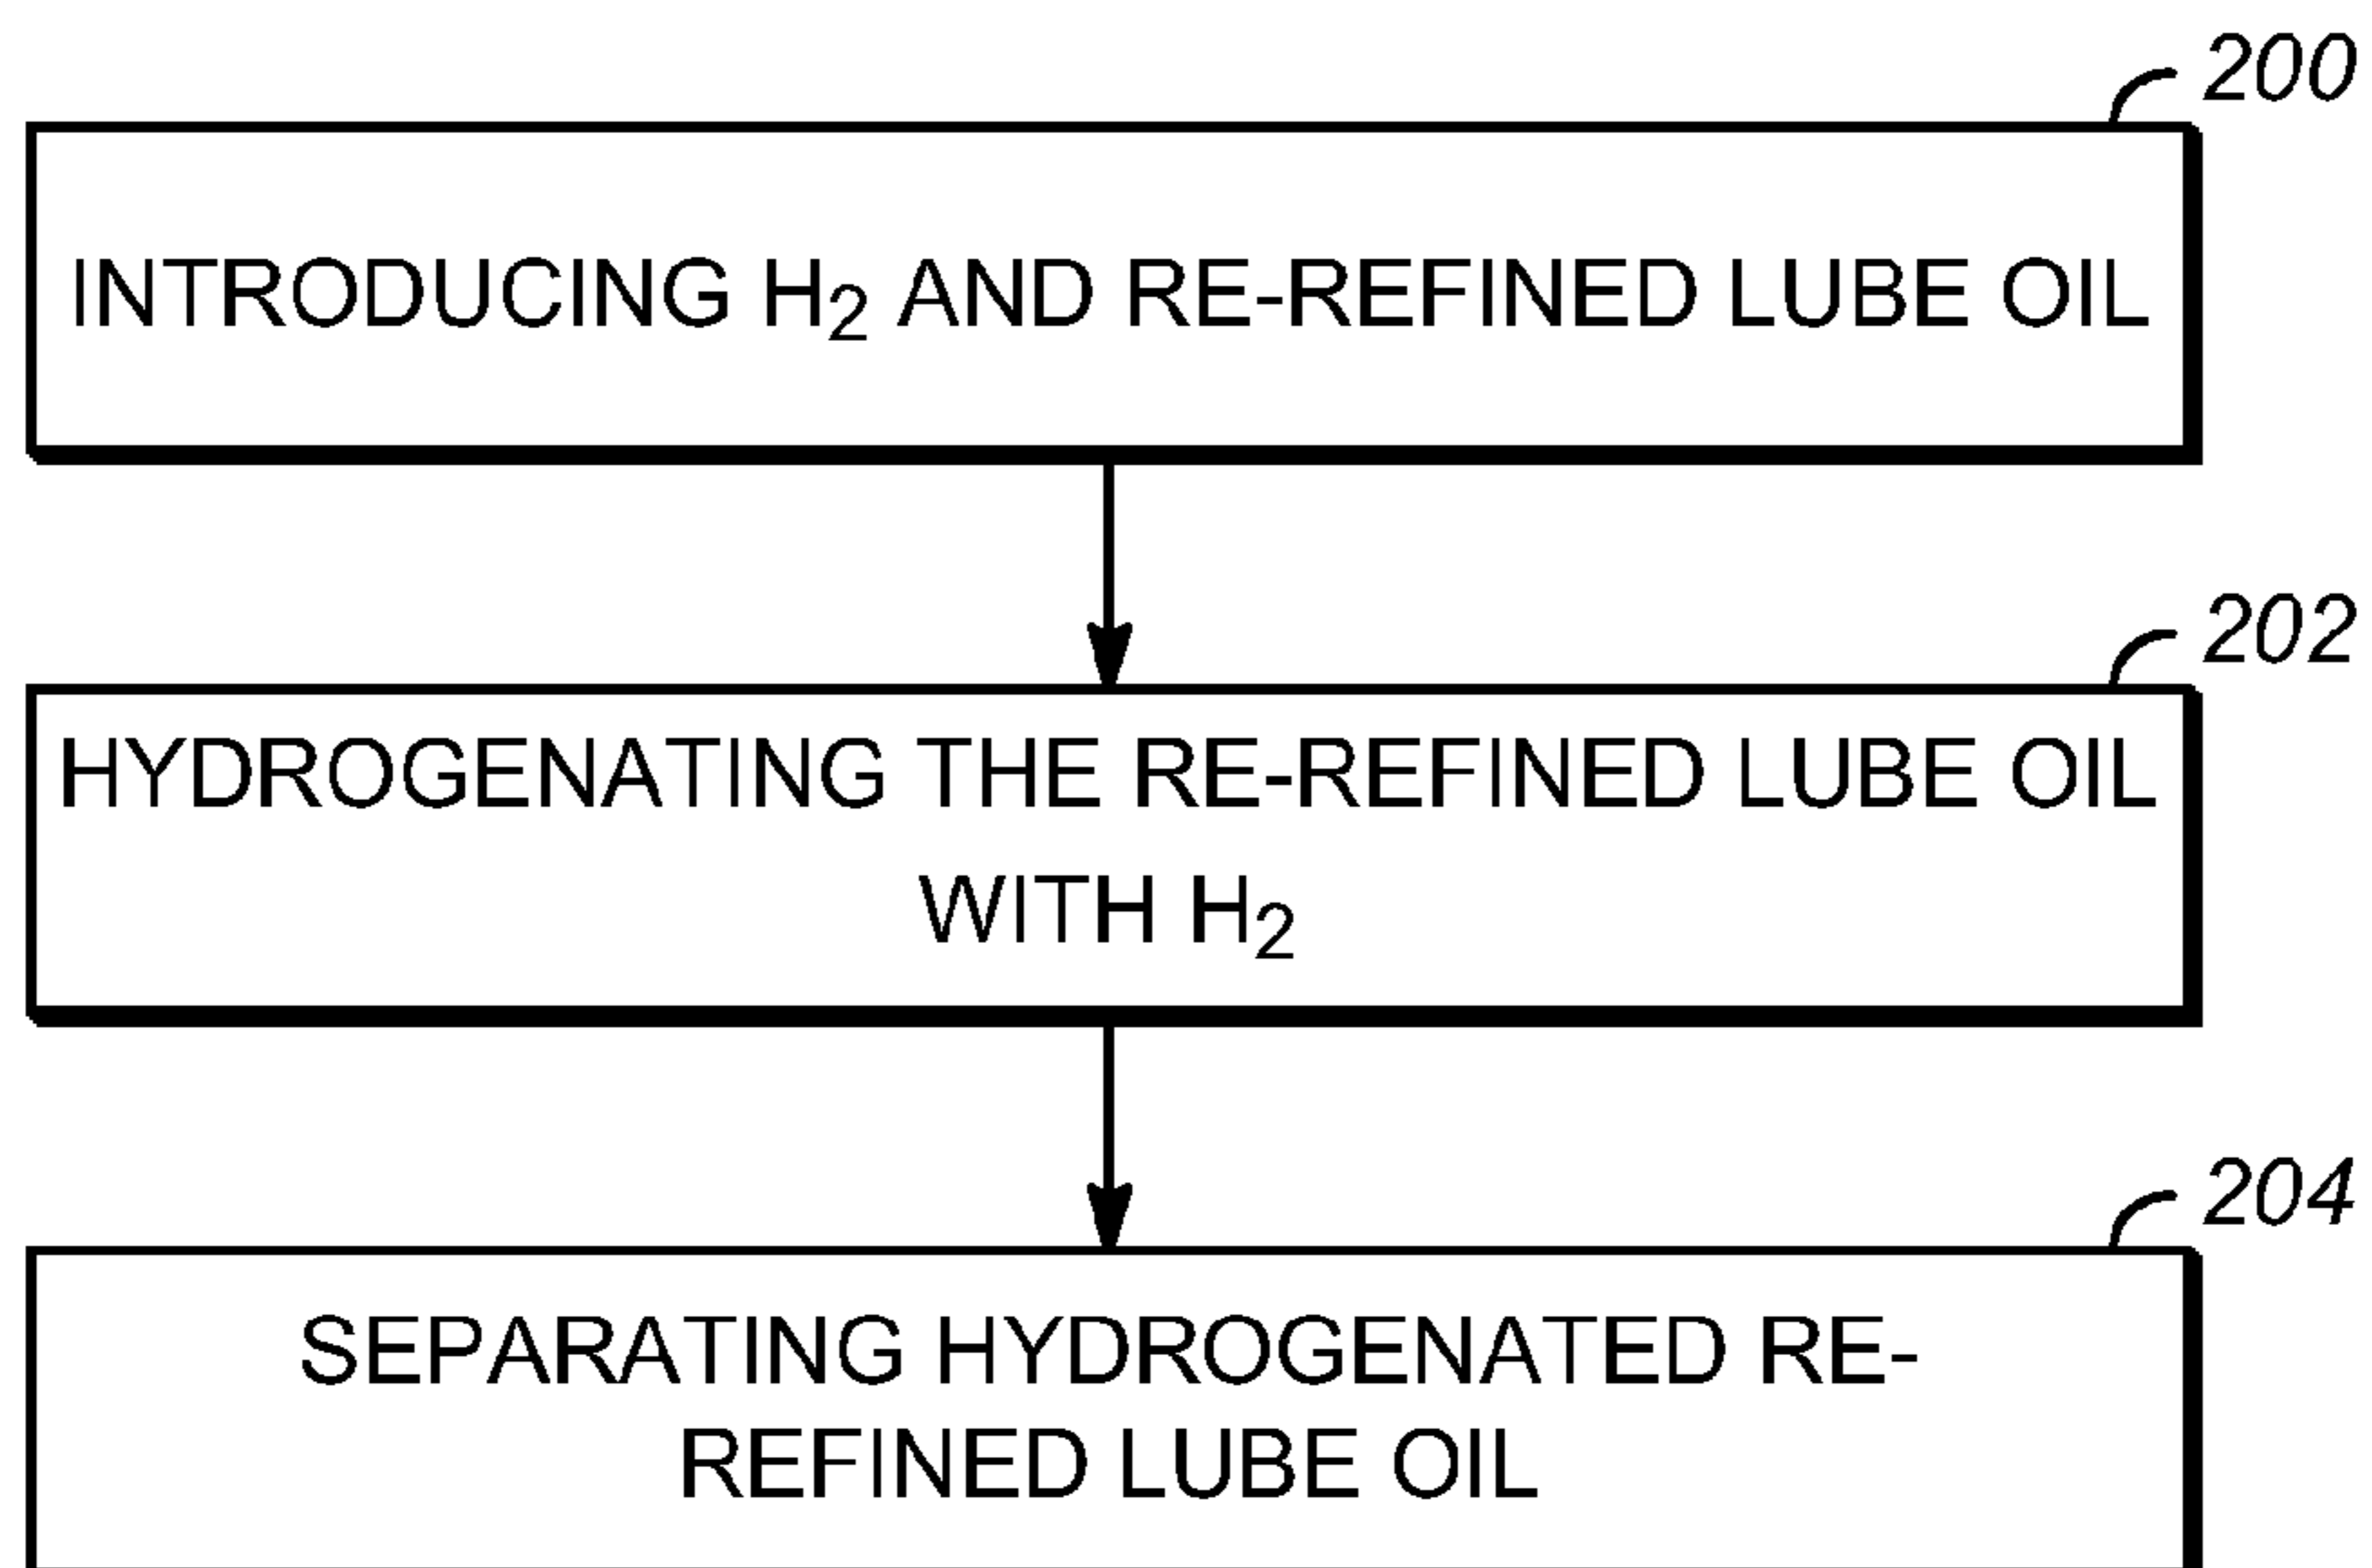 200
INTRODUCING H₂ AND RE-REFINED LUBE OIL
202
HYDROGENATING THE RE-REFINED LUBE OIL
WITH H₂
204
SEPARATING HYDROGENATED RE-
REFINED LUBE OIL